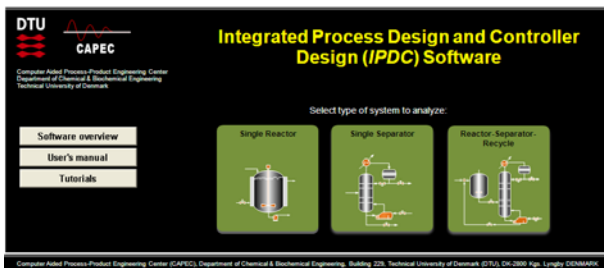 DTU
CAPEC
Computer Aided Process-Product Engineering Center
Department of Chemical & Biochemical Engineering
Technical University of Denmark
Integrated Process Design and Controller
Design (IPDC) Software
Select type of system to analyze:
Software overview
User's manual
Tutorials
Single Reactor
Single Separator
Reactor-Separator-
Recycle
Computer Aided Process-Product Engineering Center (CAPEC), Department of Chemical & Biochemical Engineering, Building 229, Technical University of Denmark (DTU), DK-2800 Kgs. Lyngby DENMARK